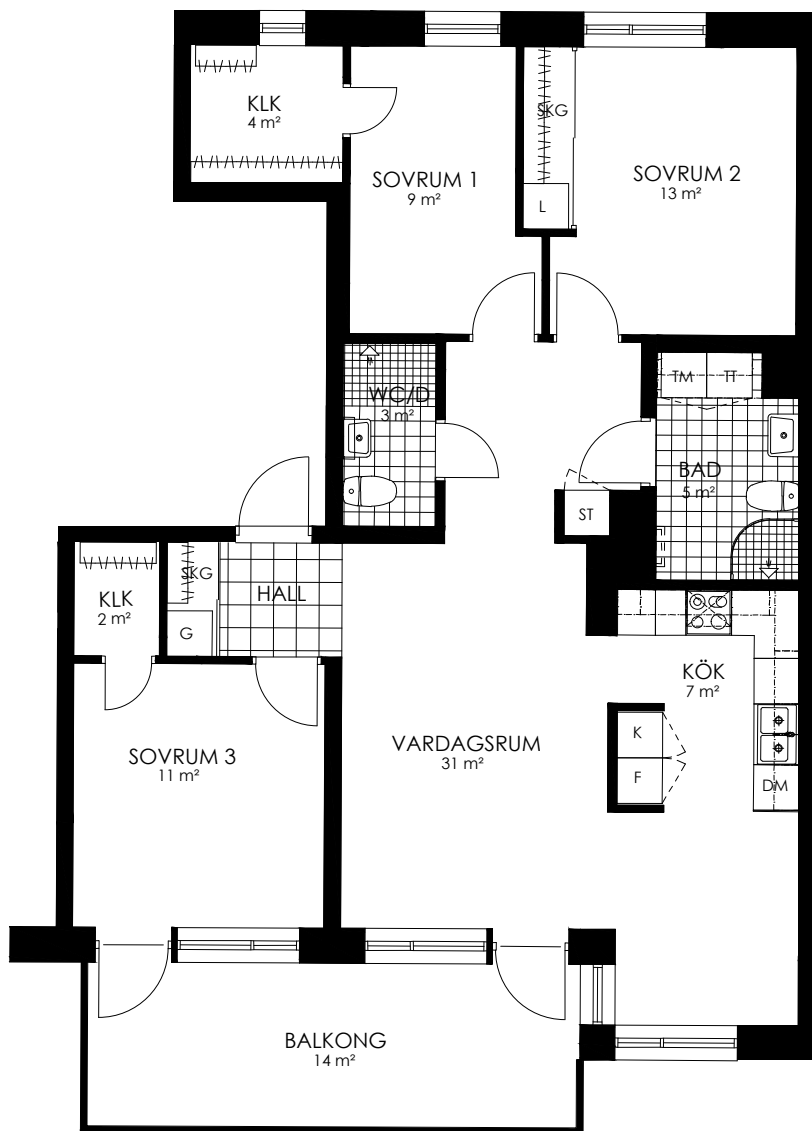 KLK
4 m²
SOVRUM 1
9 m²
SKG
L
SOVRUM 2
13 m²
WC/D
3 m²
TM
TT
BAD
5 m²
ST
KLK
2 m²
SKG
G
HALL
KÖK
7 m²
SOVRUM 3
11 m²
VARDAGSRUM
31 m²
K
F
DM
BALKONG
14 m²